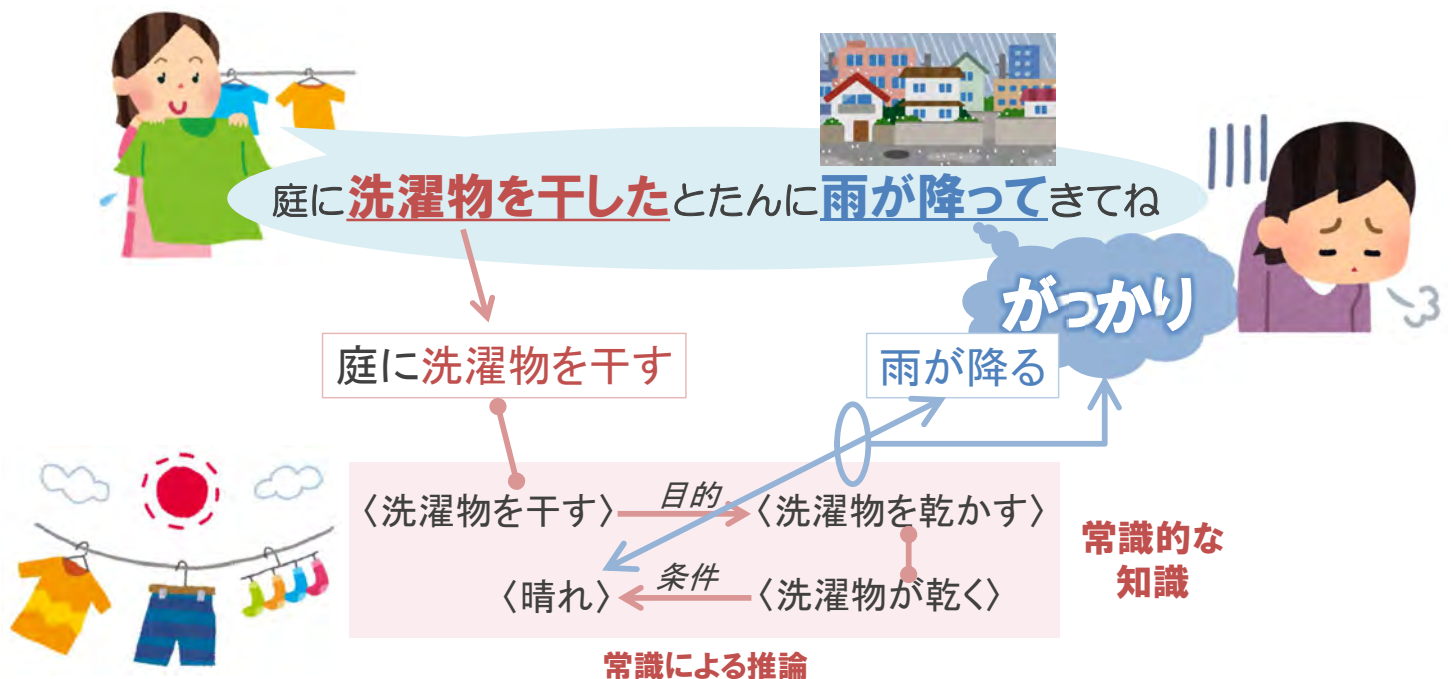 庭に洗濯物を干したとたんに雨が降ってきてね
がっかり
庭に洗濯物を干す
雨が降る
〈洗濯物を干す〉 目的 〈洗濯物を乾かす〉
〈晴れ〉 条件 〈洗濯物が乾く〉
常識的な
知識
常識による推論